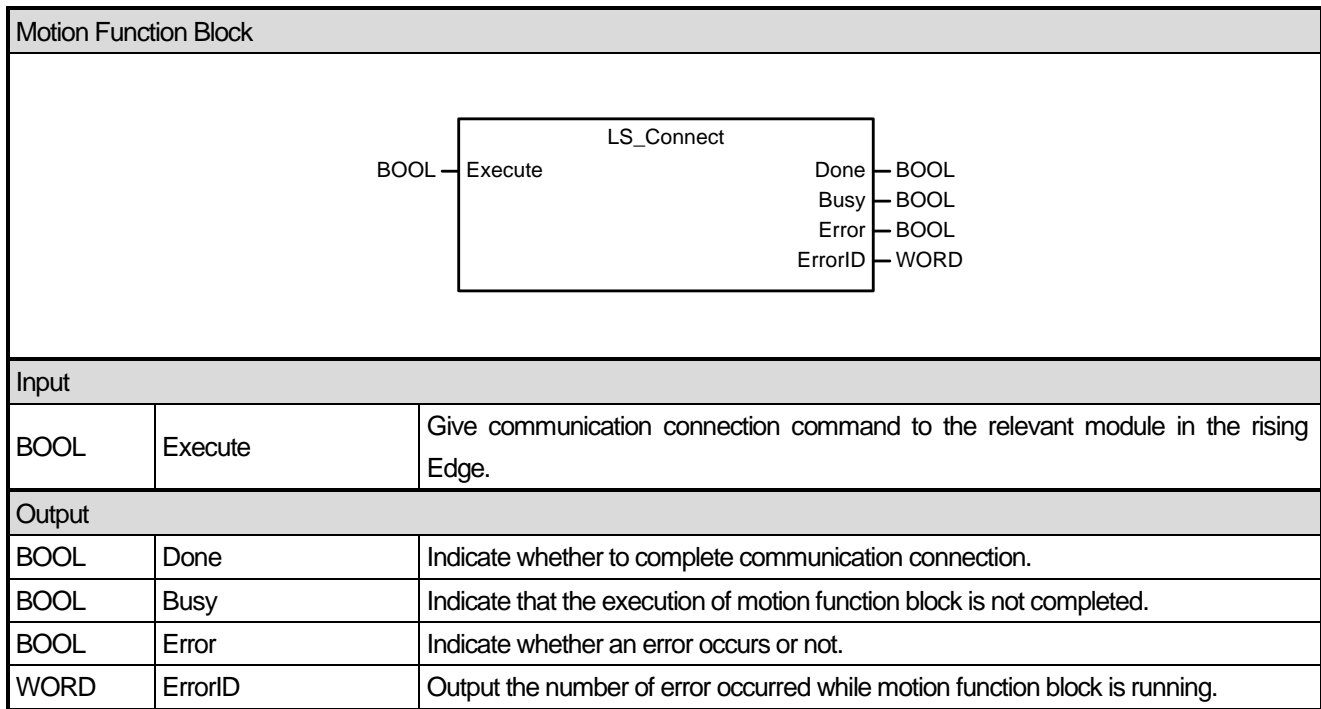 Motion Function Block
LS_Connect
BOOL Execute Done BOOL
Busy BOOL
Error BOOL
ErrorID WORD
Input
BOOL Execute Give communication connection command to the relevant module in the rising
Edge.
Output
BOOL Done Indicate whether to complete communication connection.
BOOL Busy Indicate that the execution of motion function block is not completed.
BOOL Error Indicate whether an error occurs or not.
WORD ErrorID Output the number of error occurred while motion function block is running.